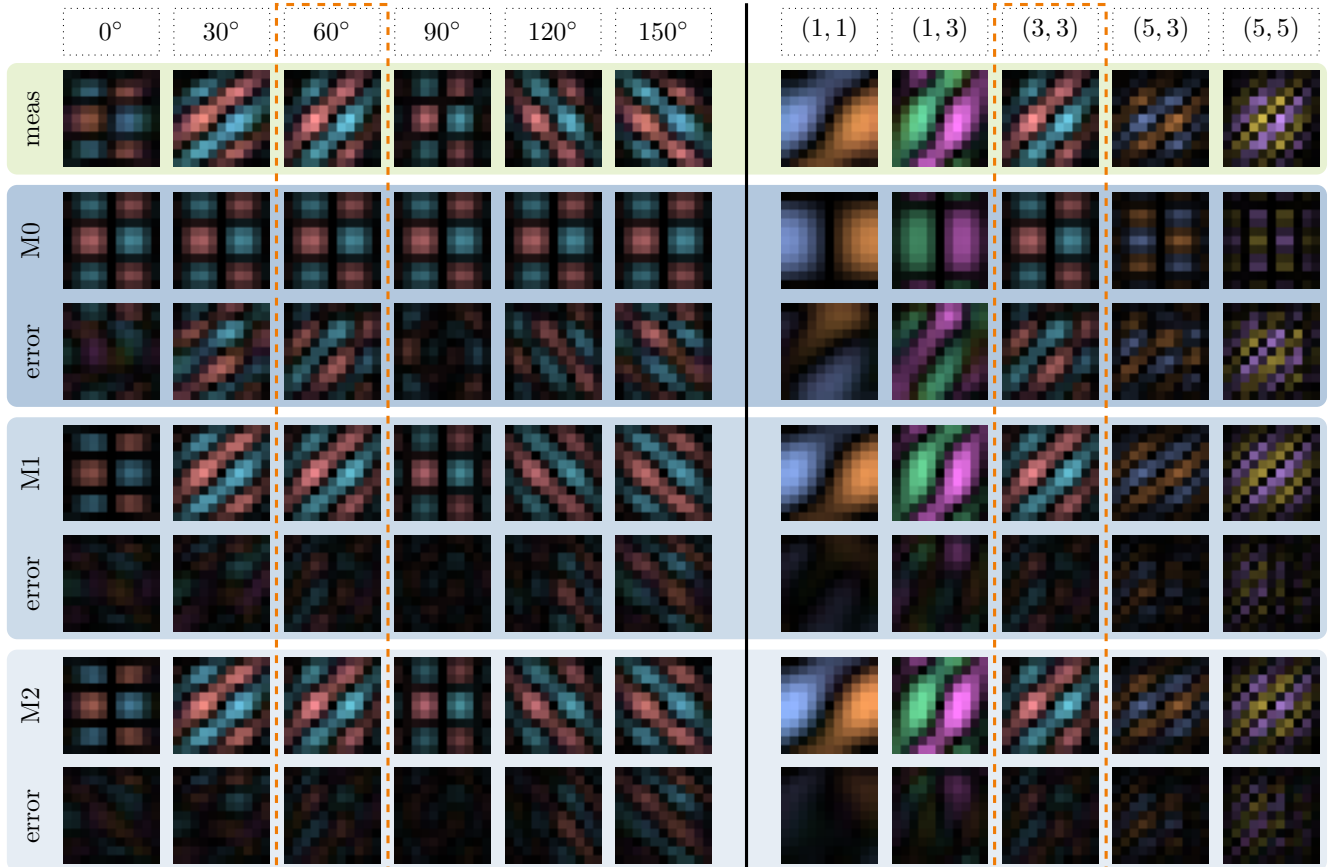 0° 30° 60° 90° 120° 150° (1, 1) (1, 3) (3, 3) (5, 3) (5, 5)
meas
M0
error
M1
error
M2
error